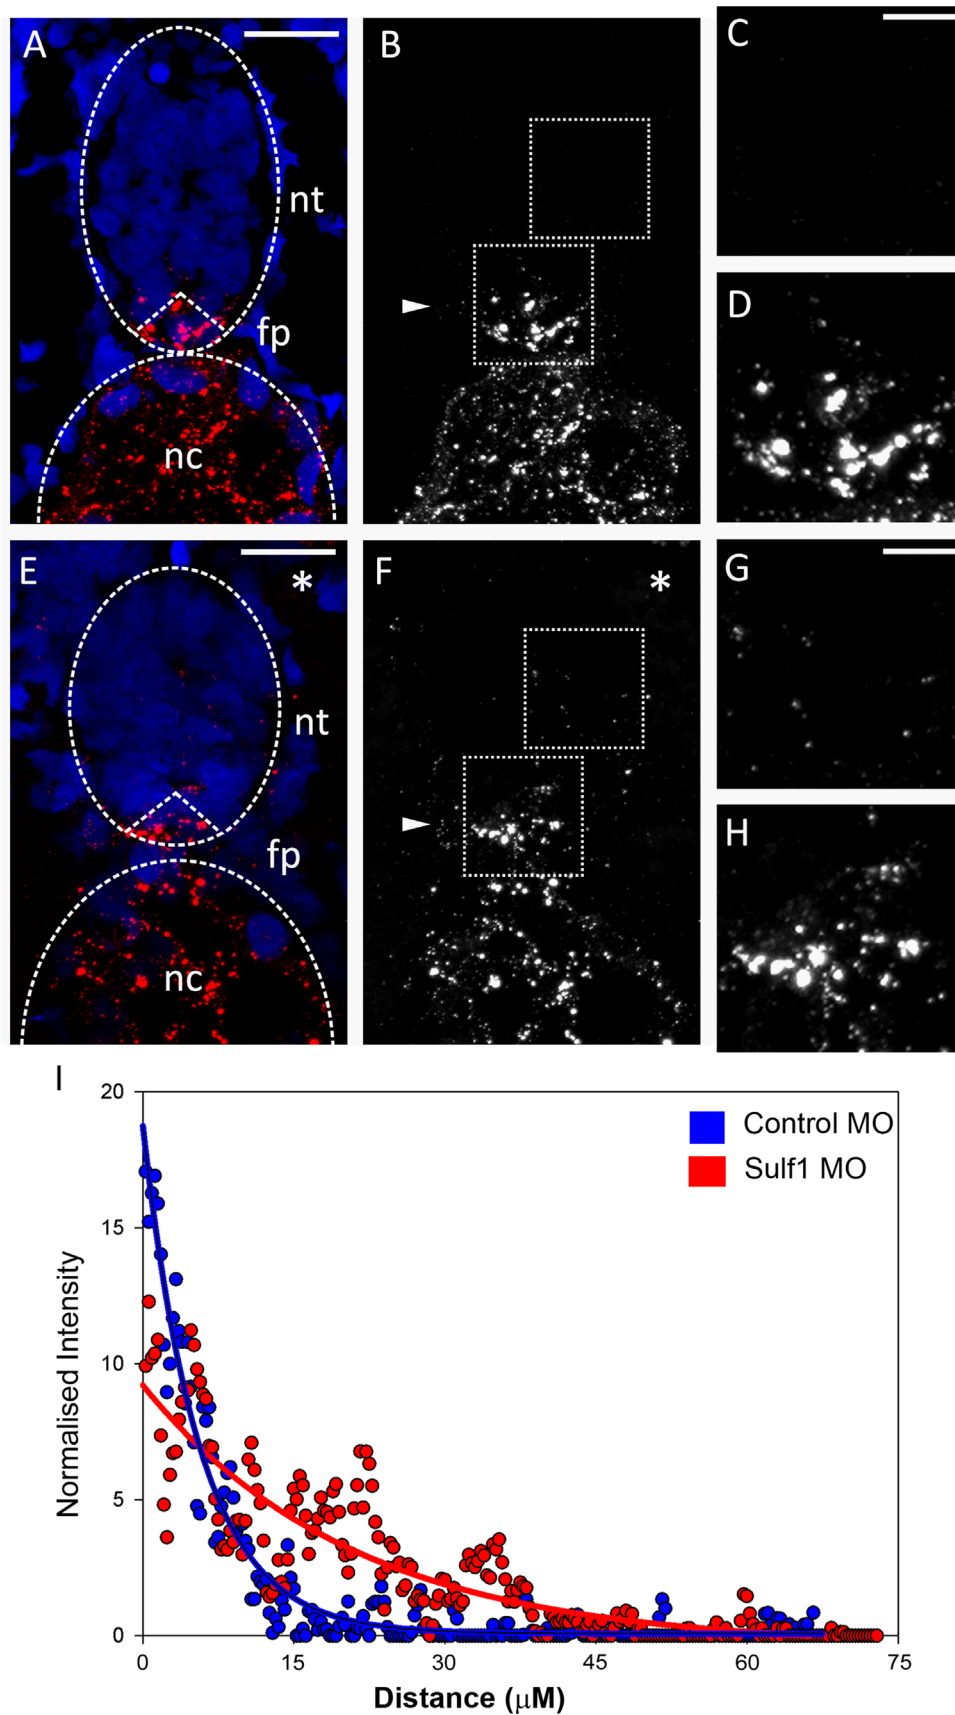 A
B
C
nt
fp
D
nc
E
*
F
*
G
nt
fp
H
nc
I
20
Control MO
Sulf1 MO
15
Normalised Intensity
10
5
0
0 15 30 45 60 75
Distance (μM)